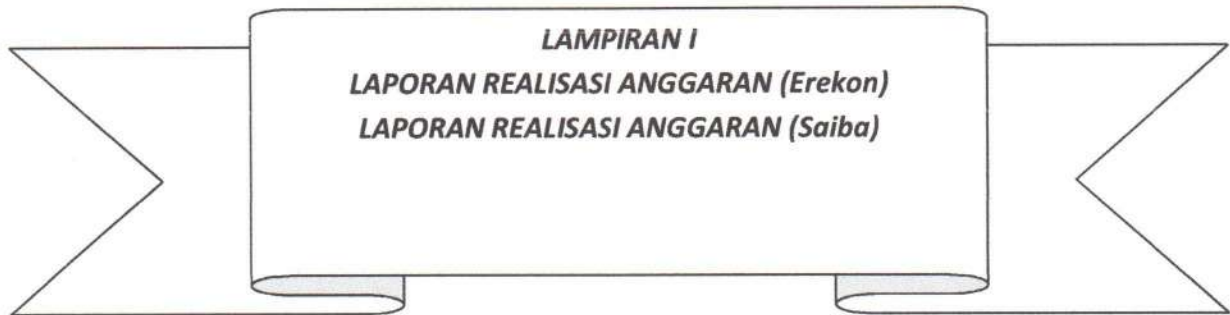 LAMPIRAN I
LAPORAN REALISASI ANGGARAN (Erekon)
LAPORAN REALISASI ANGGARAN (Saiba)